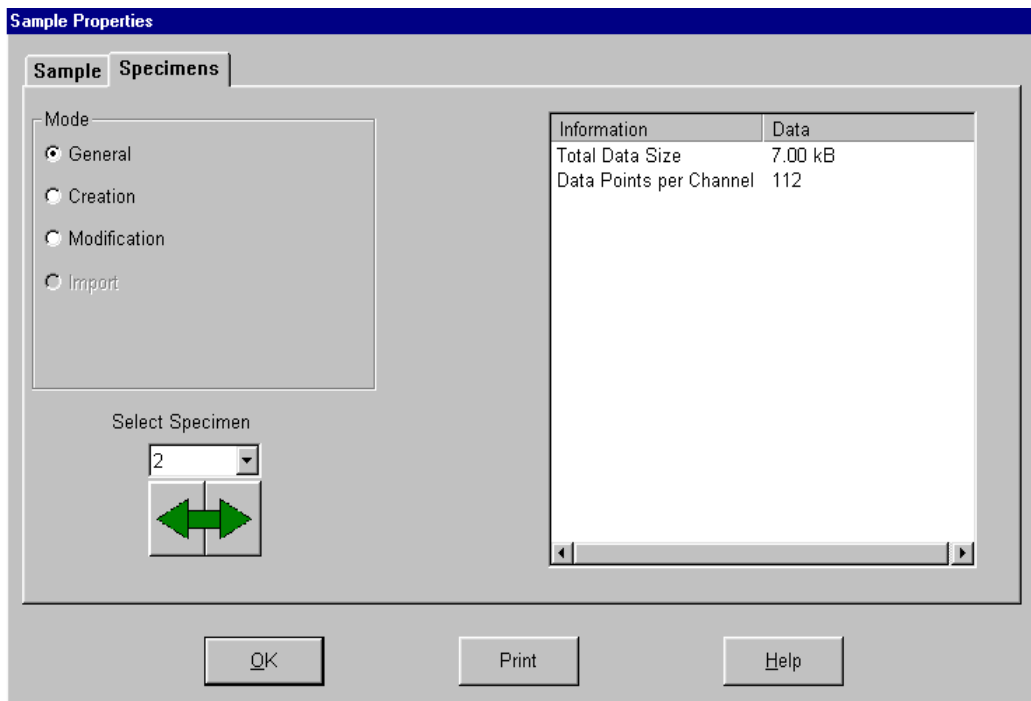 Sample Properties
Sample Specimens
Mode
General
Creation
Modification
Import
Select Specimen
2
Information Data
Total Data Size 7.00 kB
Data Points per Channel 112
OK Print Help